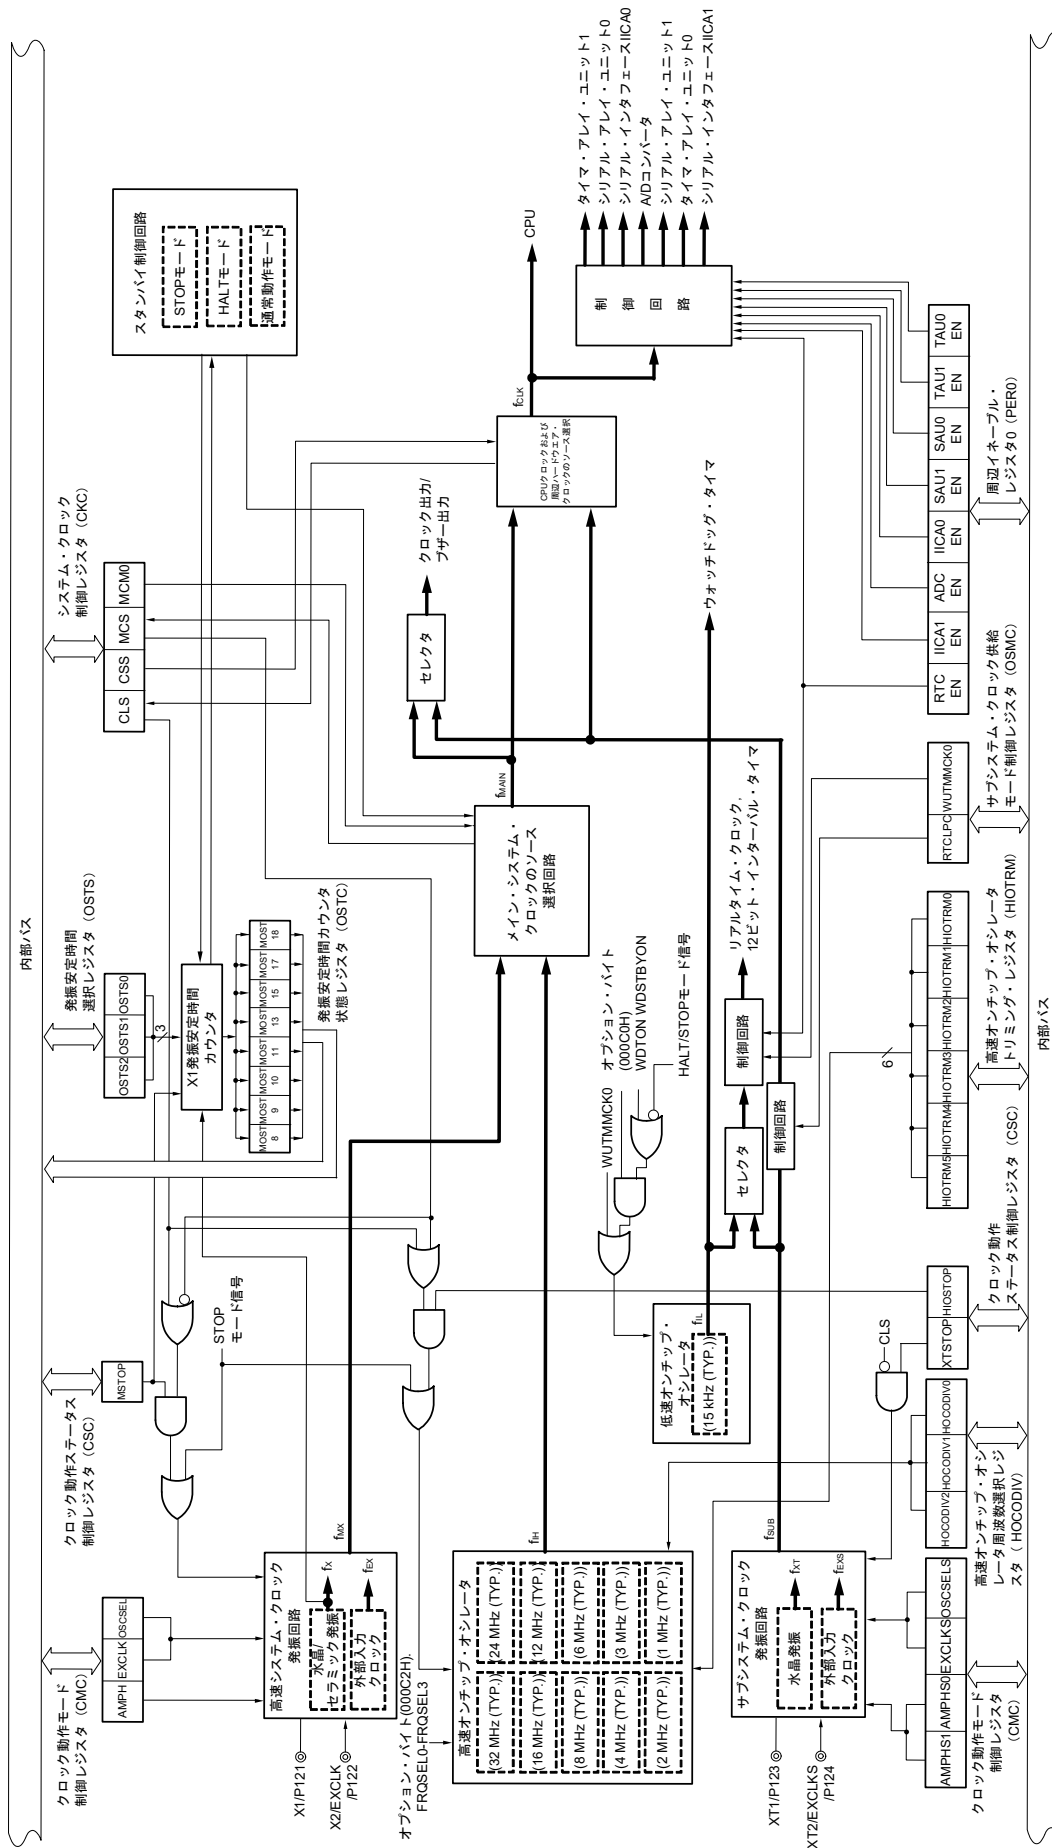 内部バス
クロック動作モード
制御レジスタ（CMC）
AMPH
EXCLK
OSCSEL
クロック動作ステータス
制御レジスタ（CSC）
MSTOP
発振安定時間
選択レジスタ（OSTS）
OSTS2
OSTS1
OSTS0
3
システム・クロック
制御レジスタ（CKC）
CLS
CSS
MCS
MCM0
スタンバイ制御回路
STOPモード
HALTモード
通常動作モード
X1発振安定時間
カウンタ
MOST
8
MOST
9
MOST
10
MOST
11
MOST
13
MOST
15
MOST
17
MOST
18
発振安定時間カウンタ
状態レジスタ（OSTC）
STOP
モード信号
X1/P121
X2/EXCLK
/P122
高速システム・クロック
発振回路
水晶/
セラミック発振
fX
外部入力
クロック
fEX
fMX
オプション・バイト(000C2H)
FRQSEL0-FRQSEL3
高速オンチップ・オシレータ
(32 MHz (TYP.))
(24 MHz (TYP.))
(16 MHz (TYP.))
(12 MHz (TYP.))
(8 MHz (TYP.))
(6 MHz (TYP.))
(4 MHz (TYP.))
(3 MHz (TYP.))
(2 MHz (TYP.))
(1 MHz (TYP.))
fIH
メイン・システム・
クロックのソース
選択回路
fMAIN
セレクタ
クロック出力/
ブザー出力
CPUクロックおよび
周辺ハードウエア・
クロックのソース選択
fCLK
CPU
制御回路
タイマ・アレイ・ユニット1
シリアル・アレイ・ユニット0
シリアル・インタフェースIICA0
A/Dコンバータ
シリアル・アレイ・ユニット1
タイマ・アレイ・ユニット0
シリアル・インタフェースIICA1
WUTMMCK0
オプション・バイト
(000C0H)
WDTON WDSTBYON
HALT/STOPモード信号
低速オンチップ・
オシレータ
(15 kHz (TYP.))
fIL
ウォッチドッグ・タイマ
セレクタ
制御回路
リアルタイム・クロック,
12ビット・インターバル・タイマ
制御回路
XT1/P123
XT2/EXCLKS
/P124
サブシステム・クロック
発振回路
水晶発振
fXT
外部入力
クロック
fEXS
fSUB
CLS
6
AMPHS1
AMPHS0
EXCLKS
OSCSELS
クロック動作モード
制御レジスタ
（CMC）
HOCODIV2
HOCODIV1
HOCODIV0
高速オンチップ・オシ
レータ周波数選択レジ
スタ（ HOCODIV）
XTSTOP
HIOSTOP
クロック動作
ステータス制御レジスタ（CSC）
HIOTRM5
HIOTRM4
HIOTRM3
HIOTRM2
HIOTRM1
HIOTRM0
高速オンチップ・オシレータ
トリミング・レジスタ（HIOTRM）
RTCLPC
WUTMMCK0
サブシステム・クロック供給
モード制御レジスタ（OSMC）
RTC
EN
IICA1
EN
ADC
EN
IICA0
EN
SAU1
EN
SAU0
EN
TAU1
EN
TAU0
EN
周辺イネーブル・
レジスタ0（PER0）
内部バス